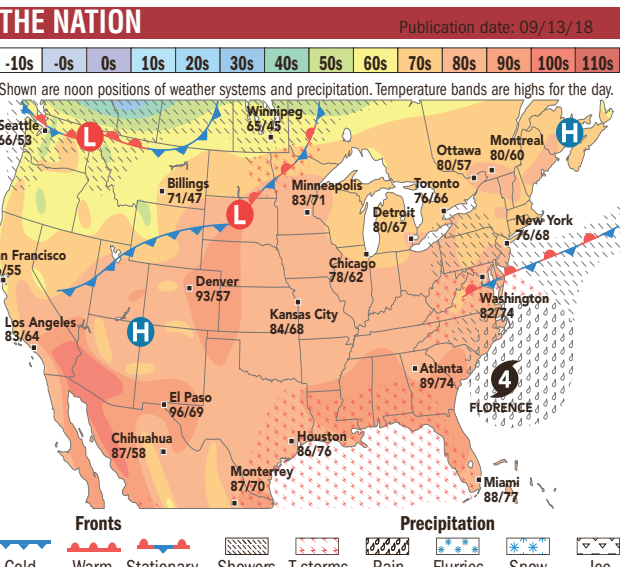 THE NATION
Publication date: 09/13/18
-10s -0s 0s 10s 20s 30s 40s 50s 60s 70s 80s 90s 100s 110s
Shown are noon positions of weather systems and precipitation. Temperature bands are highs for the day.
Seattle
66/53
L
Winnipeg
65/45
H
Montreal
80/60
Ottawa
80/57
Billings
71/47
Minneapolis
83/71
Toronto
76/66
L
Detroit
80/67
New York
76/68
n Francisco
/55
Chicago
78/62
Denver
93/57
Washington
82/74
Kansas City
84/68
Los Angeles
83/64
H
Atlanta
89/74
4
FLORENCE
El Paso
96/69
Chihuahua
87/58
Houston
86/76
Monterrey
87/70
Miami
88/77
Fronts
Precipitation
Cold Warm Stationary Showers T-storms Rain Flurries Snow Ice